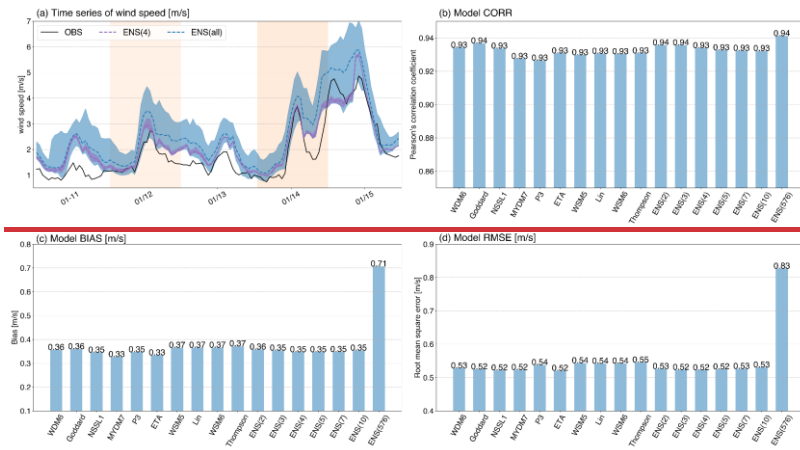 (a) Time series of wind speed [m/s]
OBS ENS(4) ENS(all)
wind speed [m/s]
7
6
5
4
3
2
1
01/11 01/12 01/13 01/14 01/15
(b) Model CORR
Pearson's correlation coefficient
0.94
0.92
0.90
0.88
0.86
0.93 0.94 0.93 0.93 0.93 0.93 0.93 0.93 0.93 0.93 0.94 0.94 0.93 0.93 0.93 0.93 0.94
WDM6 Goddard NSSL1 MYDM7 P3 ETA WSM5 Lin WSM6 Thompson ENS(2) ENS(3) ENS(4) ENS(5) ENS(7) ENS(10) ENS(576)
(c) Model BIAS [m/s]
Bias [m/s]
0.8
0.7
0.6
0.5
0.4
0.3
0.2
0.1
0.36 0.36 0.35 0.33 0.35 0.33 0.37 0.37 0.37 0.37 0.36 0.35 0.35 0.35 0.35 0.35 0.71
WDM6 Goddard NSSL1 MYDM7 P3 ETA WSM5 Lin WSM6 Thompson ENS(2) ENS(3) ENS(4) ENS(5) ENS(7) ENS(10) ENS(576)
(d) Model RMSE [m/s]
Root mean square error [m/s]
0.9
0.8
0.7
0.6
0.5
0.4
0.53 0.52 0.52 0.52 0.54 0.52 0.54 0.54 0.54 0.55 0.53 0.52 0.52 0.52 0.53 0.53 0.83
WDM6 Goddard NSSL1 MYDM7 P3 ETA WSM5 Lin WSM6 Thompson ENS(2) ENS(3) ENS(4) ENS(5) ENS(7) ENS(10) ENS(576)